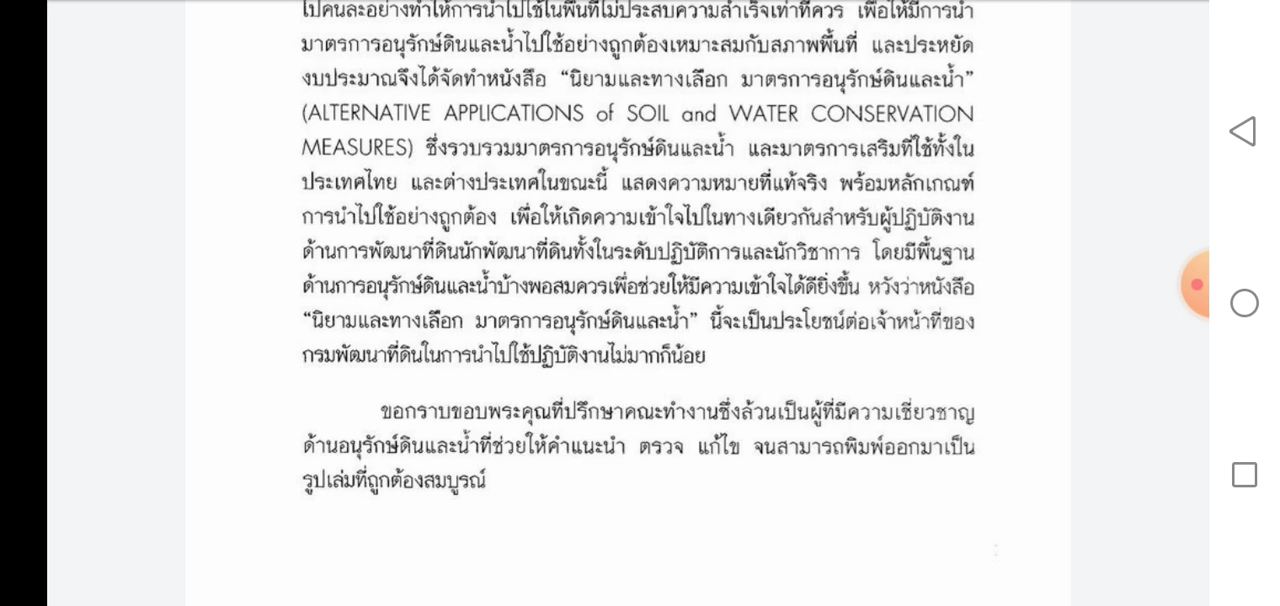 ไปคนละอย่างทำให้การนำไปใช้ในพื้นที่ไม่ประสบความสำเร็จเท่าที่ควร เพื่อให้มีการนำ
มาตรการอนุรักษ์ดินและน้ำไปใช้อย่างถูกต้องเหมาะสมกับสภาพพื้นที่ และประหยัด
งบประมาณจึงได้จัดทำหนังสือ “นิยามและทางเลือก มาตรการอนุรักษ์ดินและน้ำ”
(ALTERNATIVE APPLICATIONS of SOIL and WATER CONSERVATION
MEASURES) ซึ่งรวบรวมมาตรการอนุรักษ์ดินและน้ำ และมาตรการเสริมที่ใช้ทั้งใน
ประเทศไทย และต่างประเทศในขณะนี้ แสดงความหมายที่แท้จริง พร้อมหลักเกณฑ์
การนำไปใช้อย่างถูกต้อง เพื่อให้เกิดความเข้าใจไปในทางเดียวกันสำหรับผู้ปฏิบัติงาน
ด้านการพัฒนาที่ดินนักพัฒนาที่ดินทั้งในระดับปฏิบัติการและนักวิชาการ โดยมีพื้นฐาน
ด้านการอนุรักษ์ดินและน้ำบ้างพอสมควรเพื่อช่วยให้มีความเข้าใจได้ดียิ่งขึ้น หวังว่าหนังสือ
“นิยามและทางเลือก มาตรการอนุรักษ์ดินและน้ำ” นี้จะเป็นประโยชน์ต่อเจ้าหน้าที่ของ
กรมพัฒนาที่ดินในการนำไปใช้ปฏิบัติงานไม่มากก็น้อย
ขอกราบขอบพระคุณที่ปรึกษาคณะทำงานซึ่งล้วนเป็นผู้ที่มีความเชี่ยวชาญ
ด้านอนุรักษ์ดินและน้ำที่ช่วยให้คำแนะนำ ตรวจ แก้ไข จนสามารถพิมพ์ออกมาเป็น
รูปเล่มที่ถูกต้องสมบูรณ์